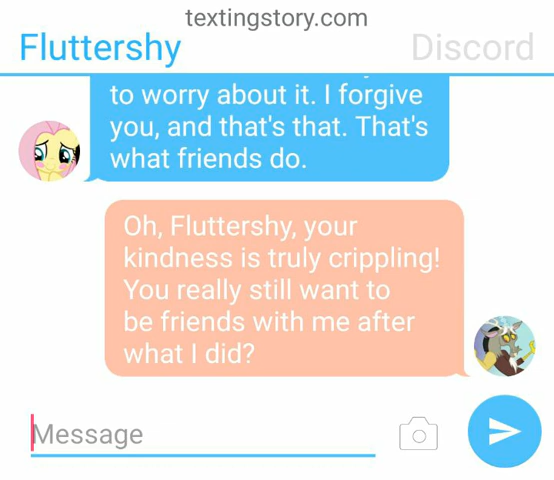 textingstory.com
Fluttershy
Discord
to worry about it. I forgive
you, and that's that. That's
what friends do.
Oh, Fluttershy, your
kindness is truly crippling!
You really still want to
be friends with me after
what I did?
Message